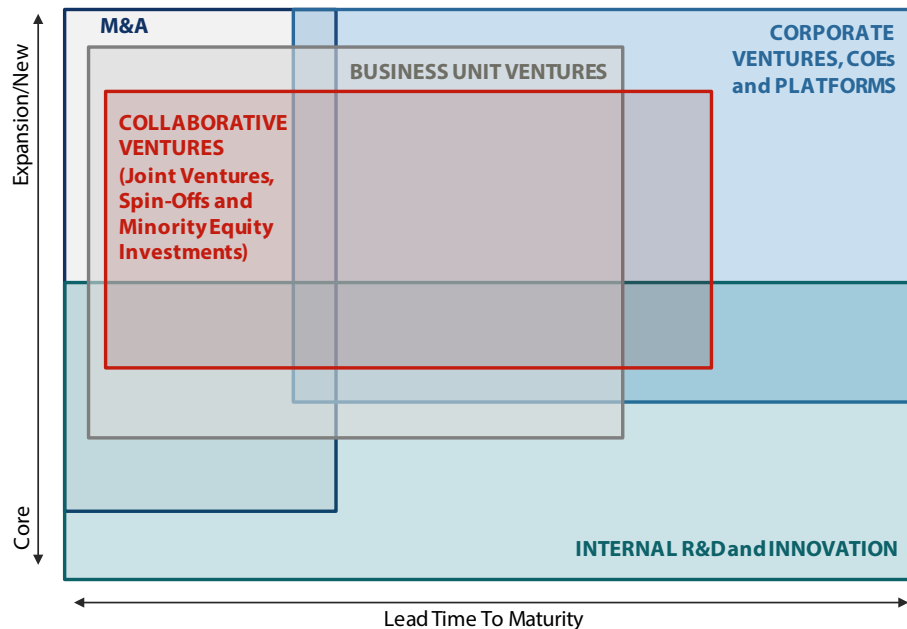 M&A
CORPORATE
VENTURES, COEs
and PLATFORMS
BUSINESS UNIT VENTURES
COLLABORATIVE
VENTURES
(Joint Ventures,
Spin-Offs and
Minority Equity
Investments)
INTERNAL R&D and INNOVATION
Expansion/New
Core
Lead Time To Maturity